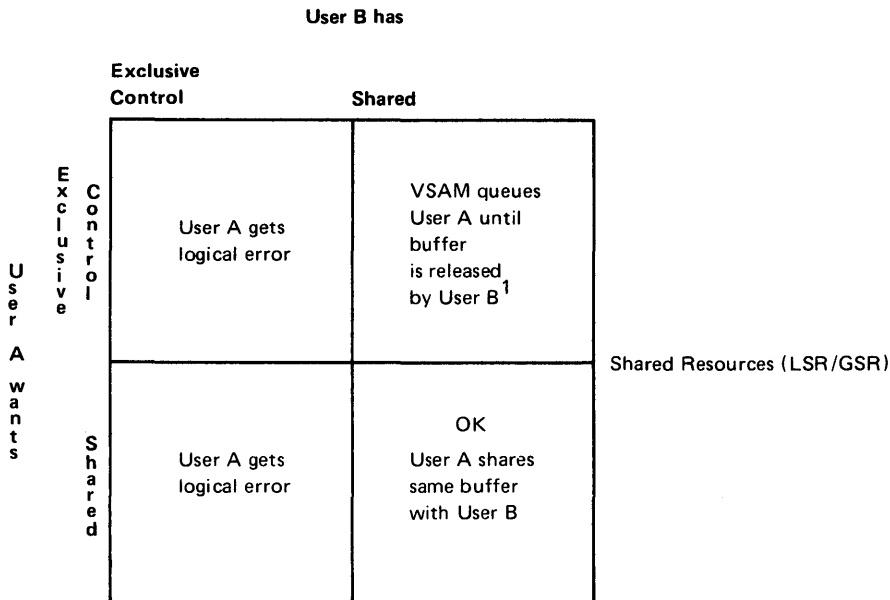 User B has
Exclusive
Control
Shared
User A wants
Exclusive
Control
User A gets
logical error
VSAM queues
User A until
buffer
is released
by User B1
Shared Resources (LSR/GSR)
Shared
User A gets
logical error
OK
User A shares
same buffer
with User B